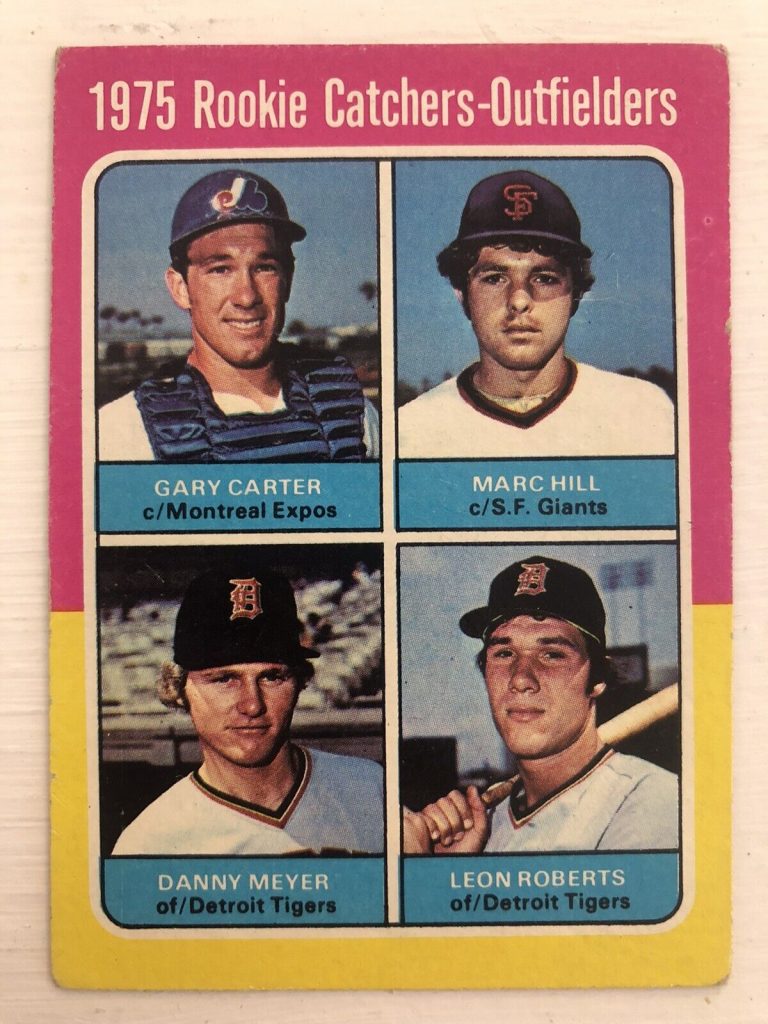 1975 Rookie Catchers-Outfielders
GARY CARTER
c/Montreal Expos
MARC HILL
c/S.F. Giants
DANNY MEYER
of/Detroit Tigers
LEON ROBERTS
of/Detroit Tigers